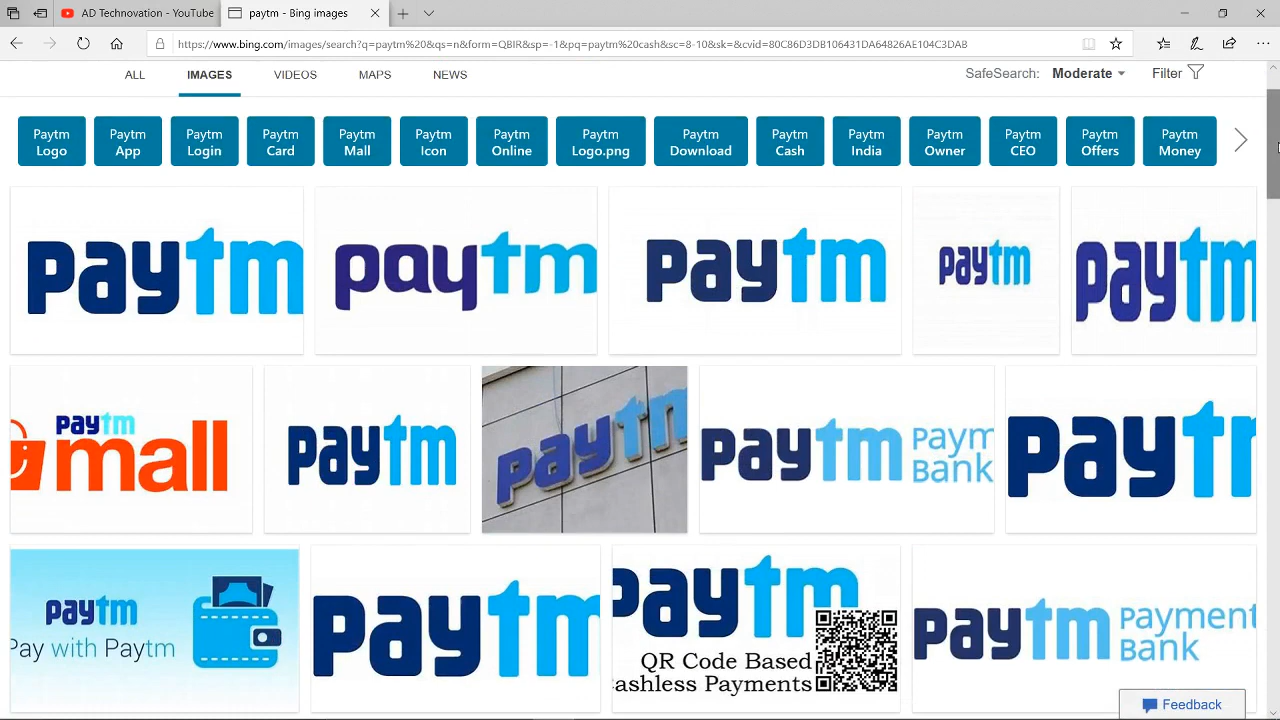 AD Technovation - YouTube
paytm - Bing images
https://www.bing.com/images/search?q=paytm%20&qs=n&form=QBIR&sp=-1&pq=paytm%20cash&sc=8-10&sk=&cvid=80C86D3DB106431DA64826AE104C3DAB
ALL IMAGES VIDEOS MAPS NEWS
SafeSearch: Moderate Filter
Paytm Logo
Paytm App
Paytm Login
Paytm Card
Paytm Mall
Paytm Icon
Paytm Online
Paytm Logo.png
Paytm Download
Paytm Cash
Paytm India
Paytm Owner
Paytm CEO
Paytm Offers
Paytm Money
paytm
paytm
paytm
paytm
paytm
paytm
mall
paytm
paytm
paytm Paym
Bank
paytm
paytm
Pay with Paytm
paytm
paytm
QR Code Based
Cashless Payments
paytm Payment
Bank
Feedback